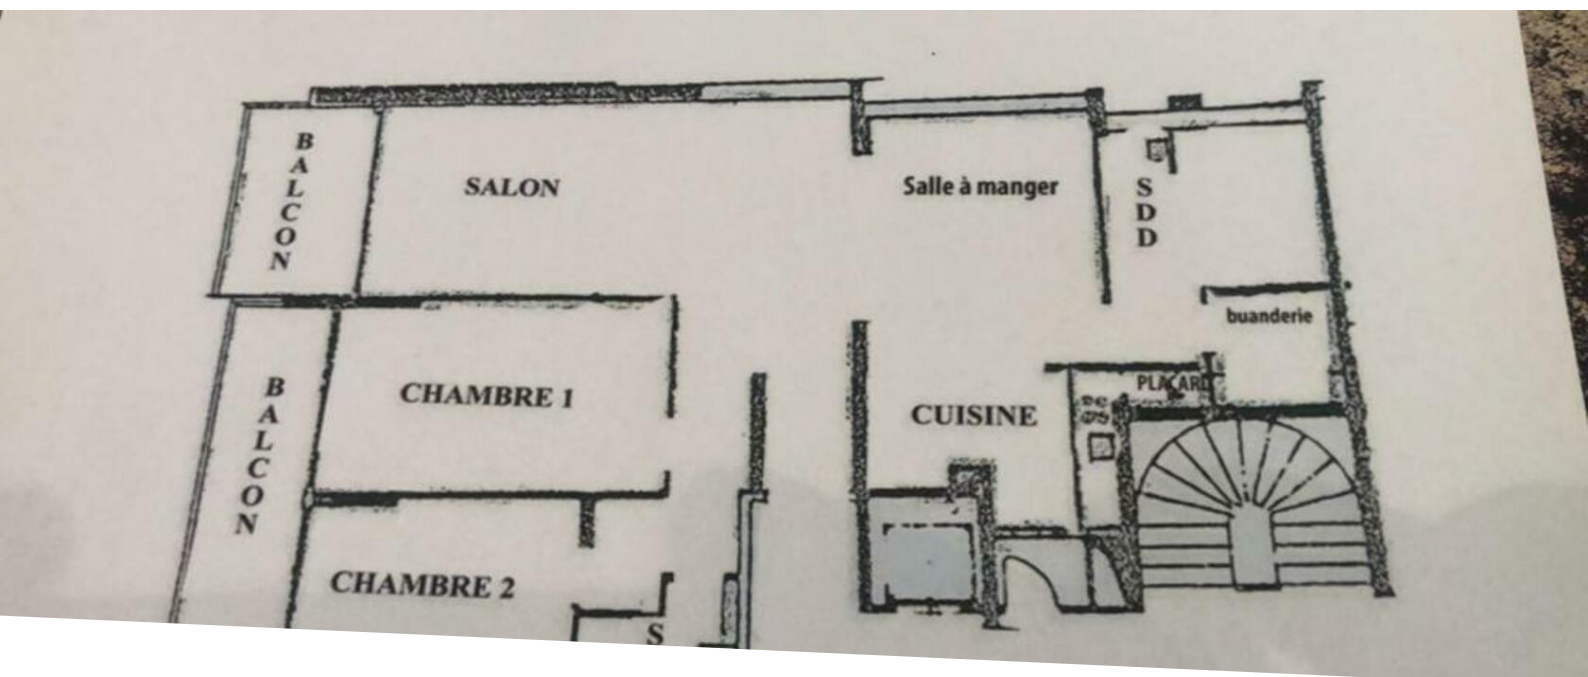 BALCON
SALON
Salle à manger
SDD
buanderie
BALCON
CHAMBRE 1
PLACARD
CUISINE
CHAMBRE 2
S